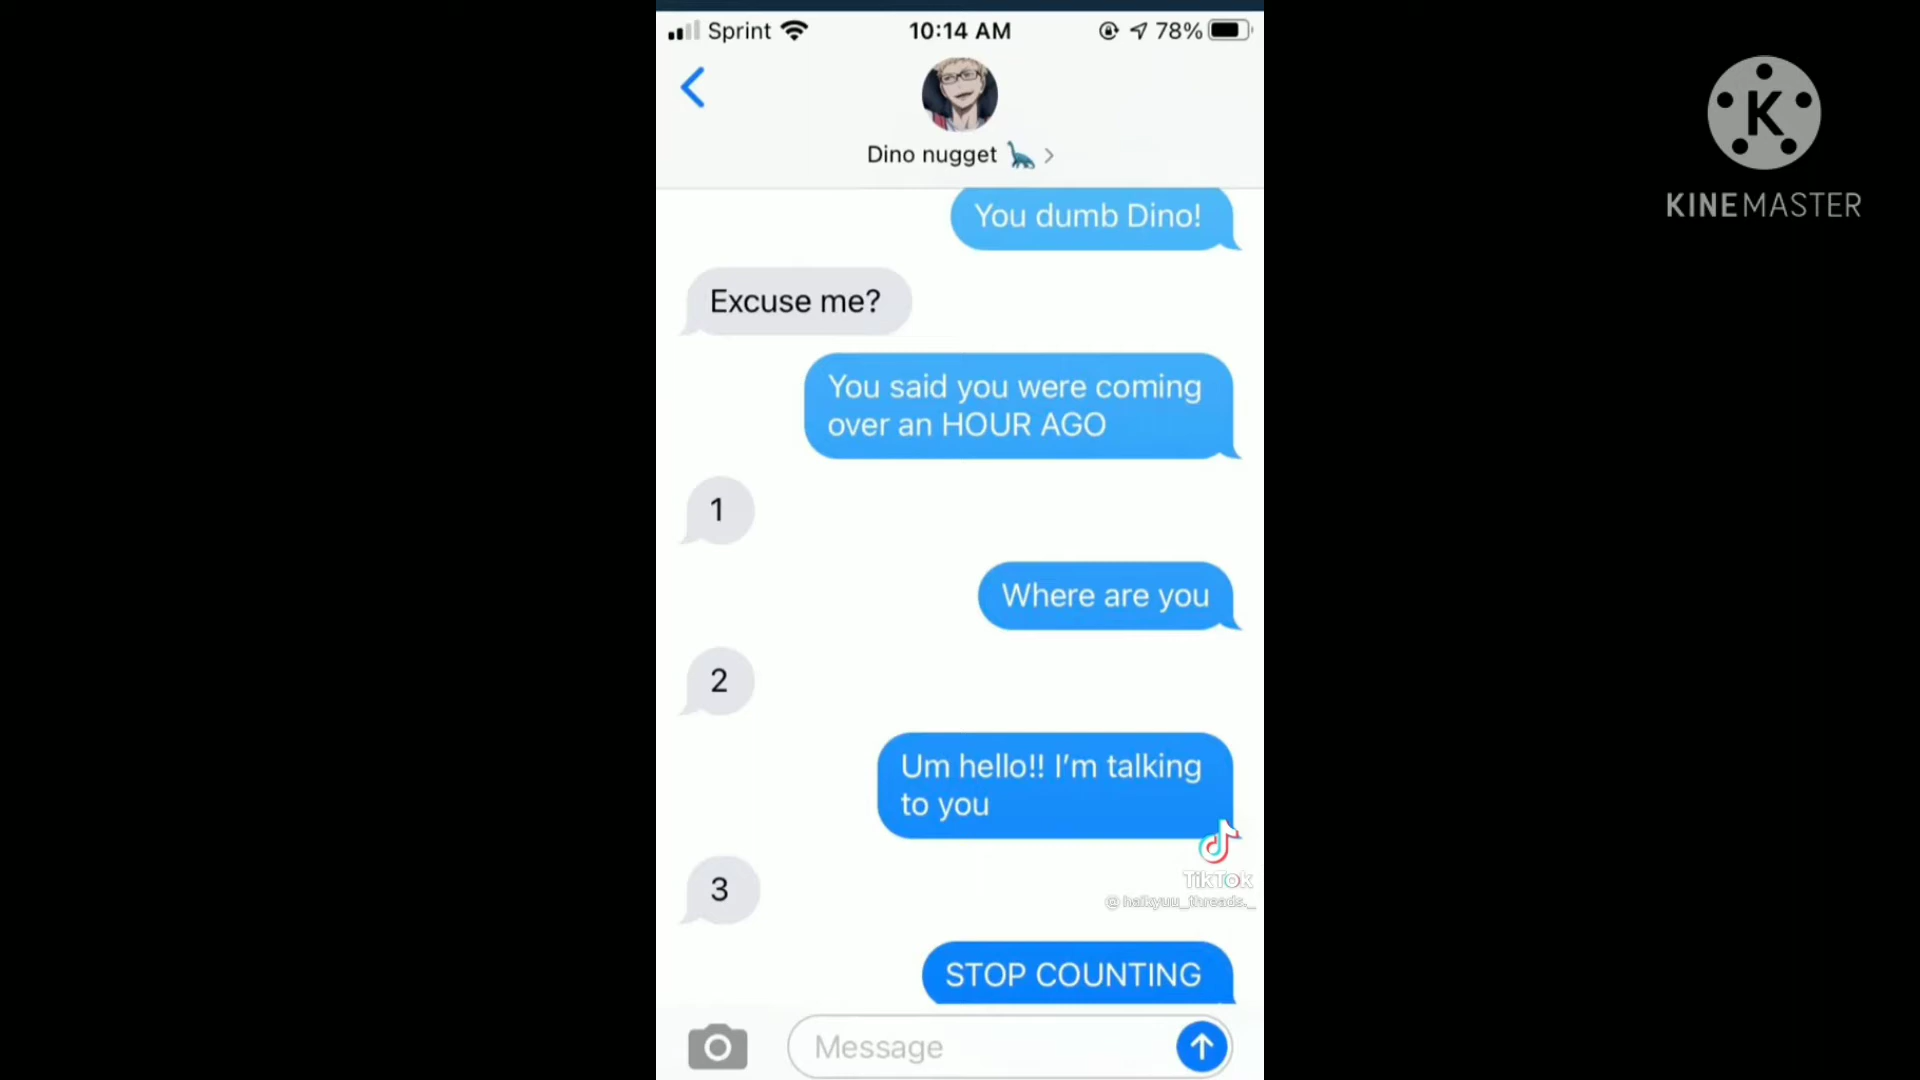 Sprint 10:14 AM 78%
KINEMASTER
Dino nugget 🦕
You dumb Dino!
Excuse me?
You said you were coming
over an HOUR AGO
1
Where are you
2
Um hello!! I'm talking
to you
3
TikTok
@haikyuu_threads._
STOP COUNTING
Message